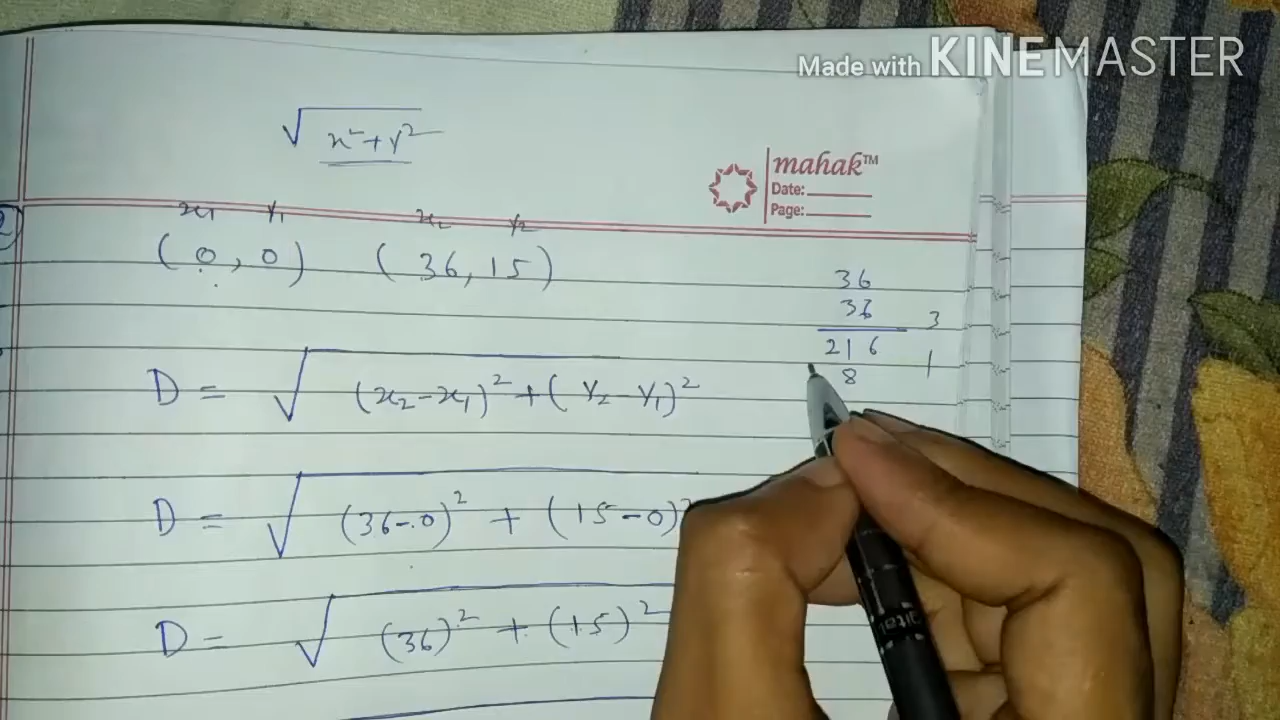 Made with KINEMASTER
√x²+y²
mahak™
Date:
Page:
2
x₁ y₁ x₂ y₂
(0,0) (36,15)
36
36 3
216 1
8
D = √(x₂-x₁)²+(y₂-y₁)²
D = √(36-0)² + (15-0)²
D = √(36)² + (15)²